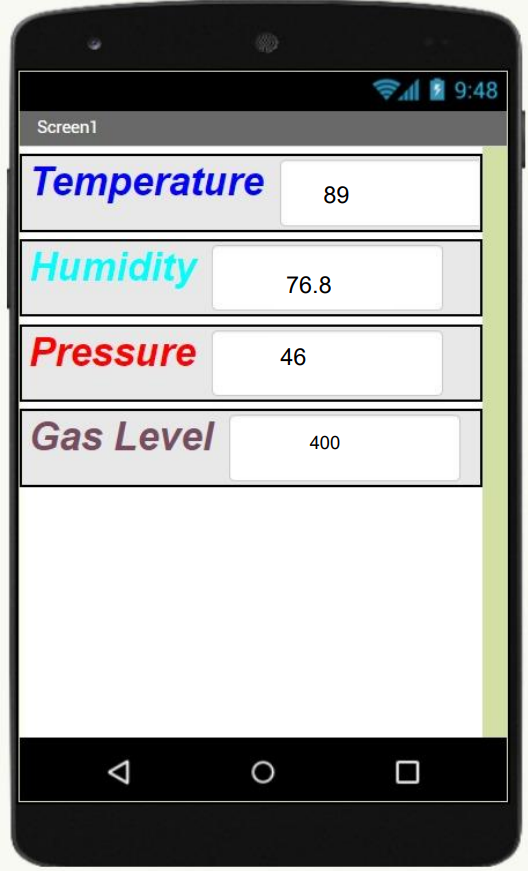 9:48
Screen1
Temperature 89
Humidity 76.8
Pressure 46
Gas Level 400